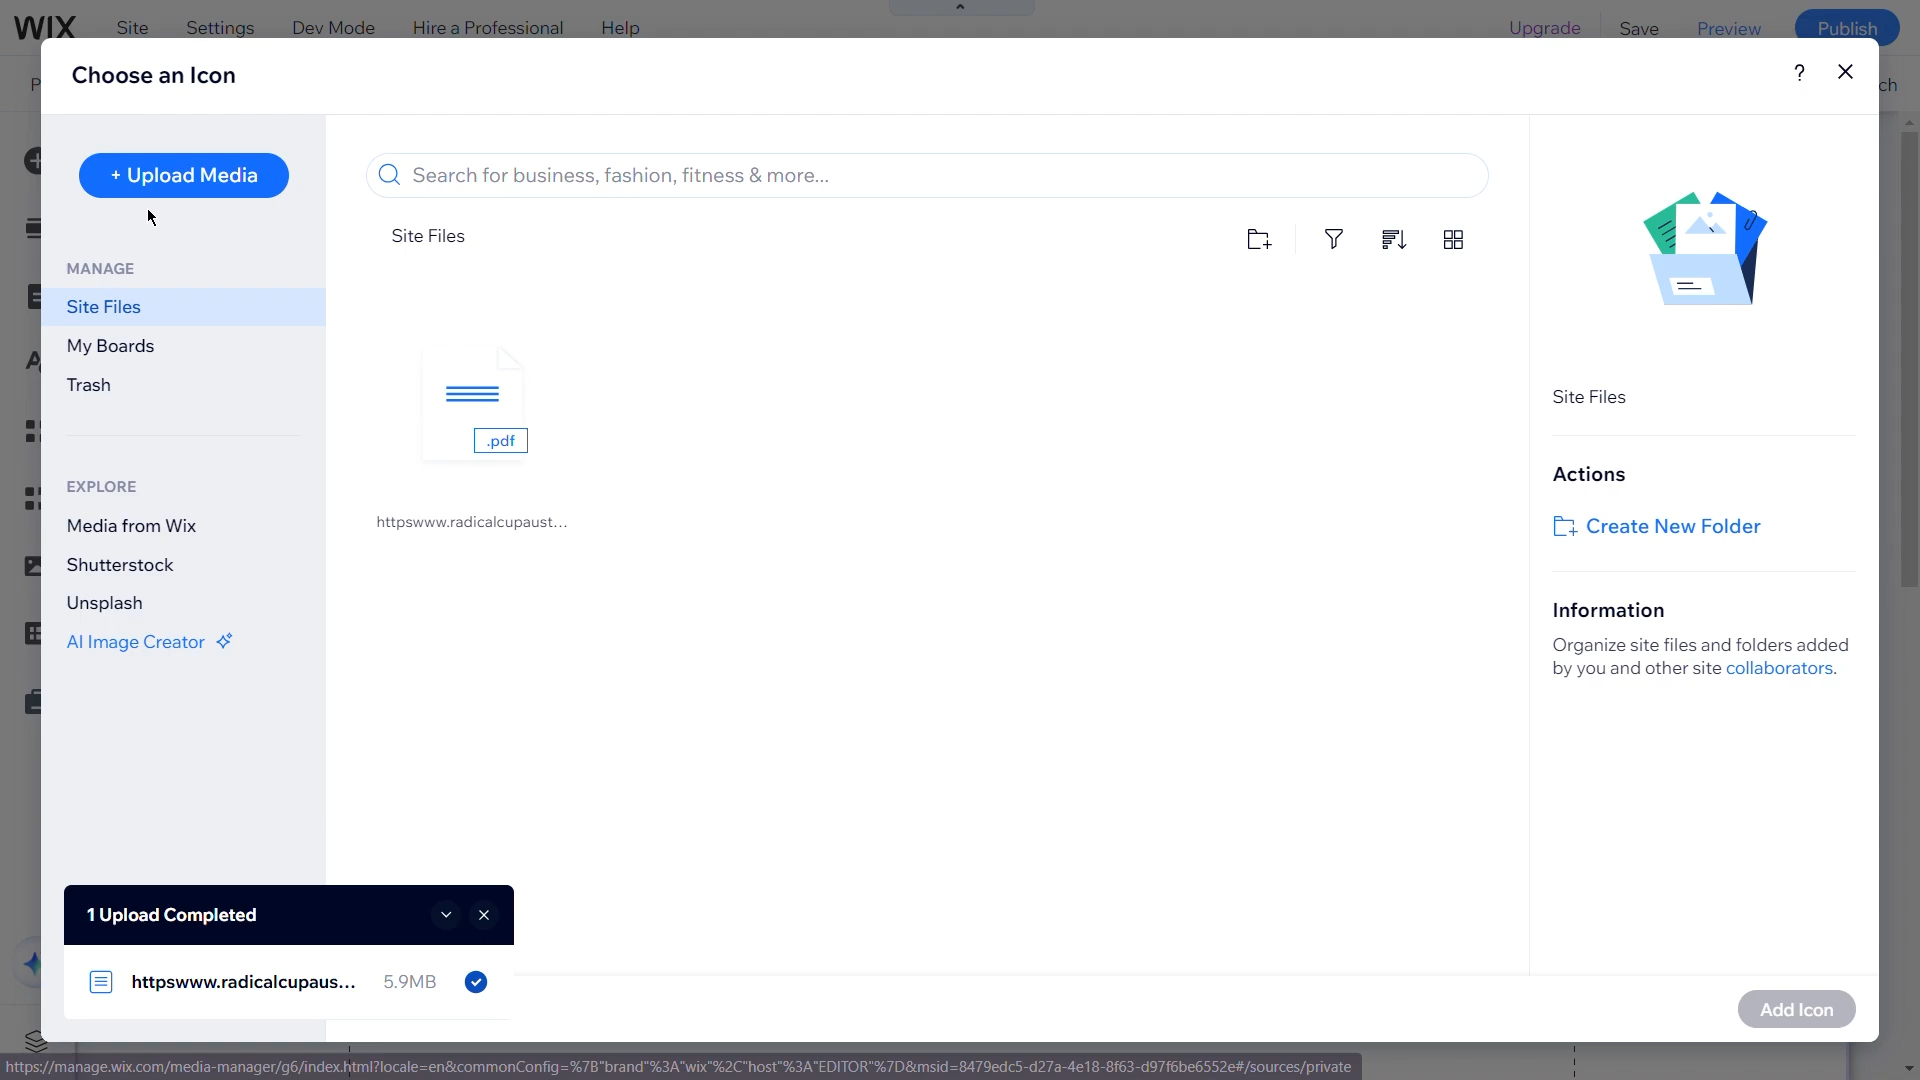 WIX Site Settings Dev Mode Hire a Professional Help Upgrade Save Preview Publish
Choose an Icon ?
+ Upload Media
Search for business, fashion, fitness & more...
Site Files
MANAGE
Site Files
My Boards
Trash
EXPLORE
Media from Wix
Shutterstock
Unsplash
AI Image Creator
.pdf
httpswww.radicalcupaust...
Site Files
Actions
Create New Folder
Information
Organize site files and folders added
by you and other site collaborators.
1 Upload Completed
httpswww.radicalcupaus... 5.9MB
Add Icon
https://manage.wix.com/media-manager/g6/index.html?locale=en&commonConfig=%7B"brand"%3A"wix"%2C"host"%3A"EDITOR"%7D&msid=8479edc5-d27a-4e18-8f63-d97f6be6552e#/sources/private